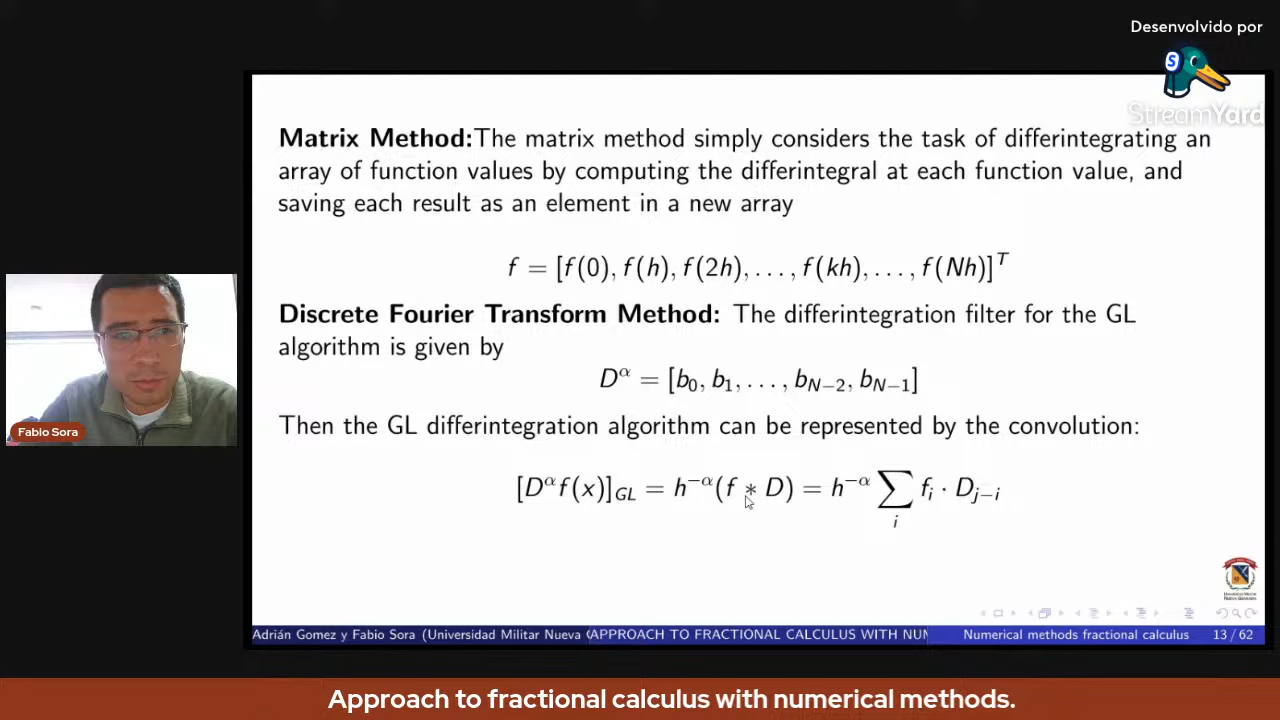 Desenvolvido por
StreamYard
Matrix Method:The matrix method simply considers the task of differintegrating an
array of function values by computing the differintegral at each function value, and
saving each result as an element in a new array
f = [f(0), f(h), f(2h), . . . , f(kh), . . . , f(Nh)]ᵀ
Discrete Fourier Transform Method: The differintegration filter for the GL
algorithm is given by
Dᵅ = [b₀, b₁, . . . , b_{N−2}, b_{N−1}]
Then the GL differintegration algorithm can be represented by the convolution:
[Dᵅf(x)]_{GL} = h^{−α}(f ∗ D) = h^{−α} ∑_i f_i · D_{j−i}
Fabio Sora
Adrián Gomez y Fabio Sora (Universidad Militar Nueva G
APPROACH TO FRACTIONAL CALCULUS WITH NUM
Numerical methods fractional calculus
13 / 62
Approach to fractional calculus with numerical methods.